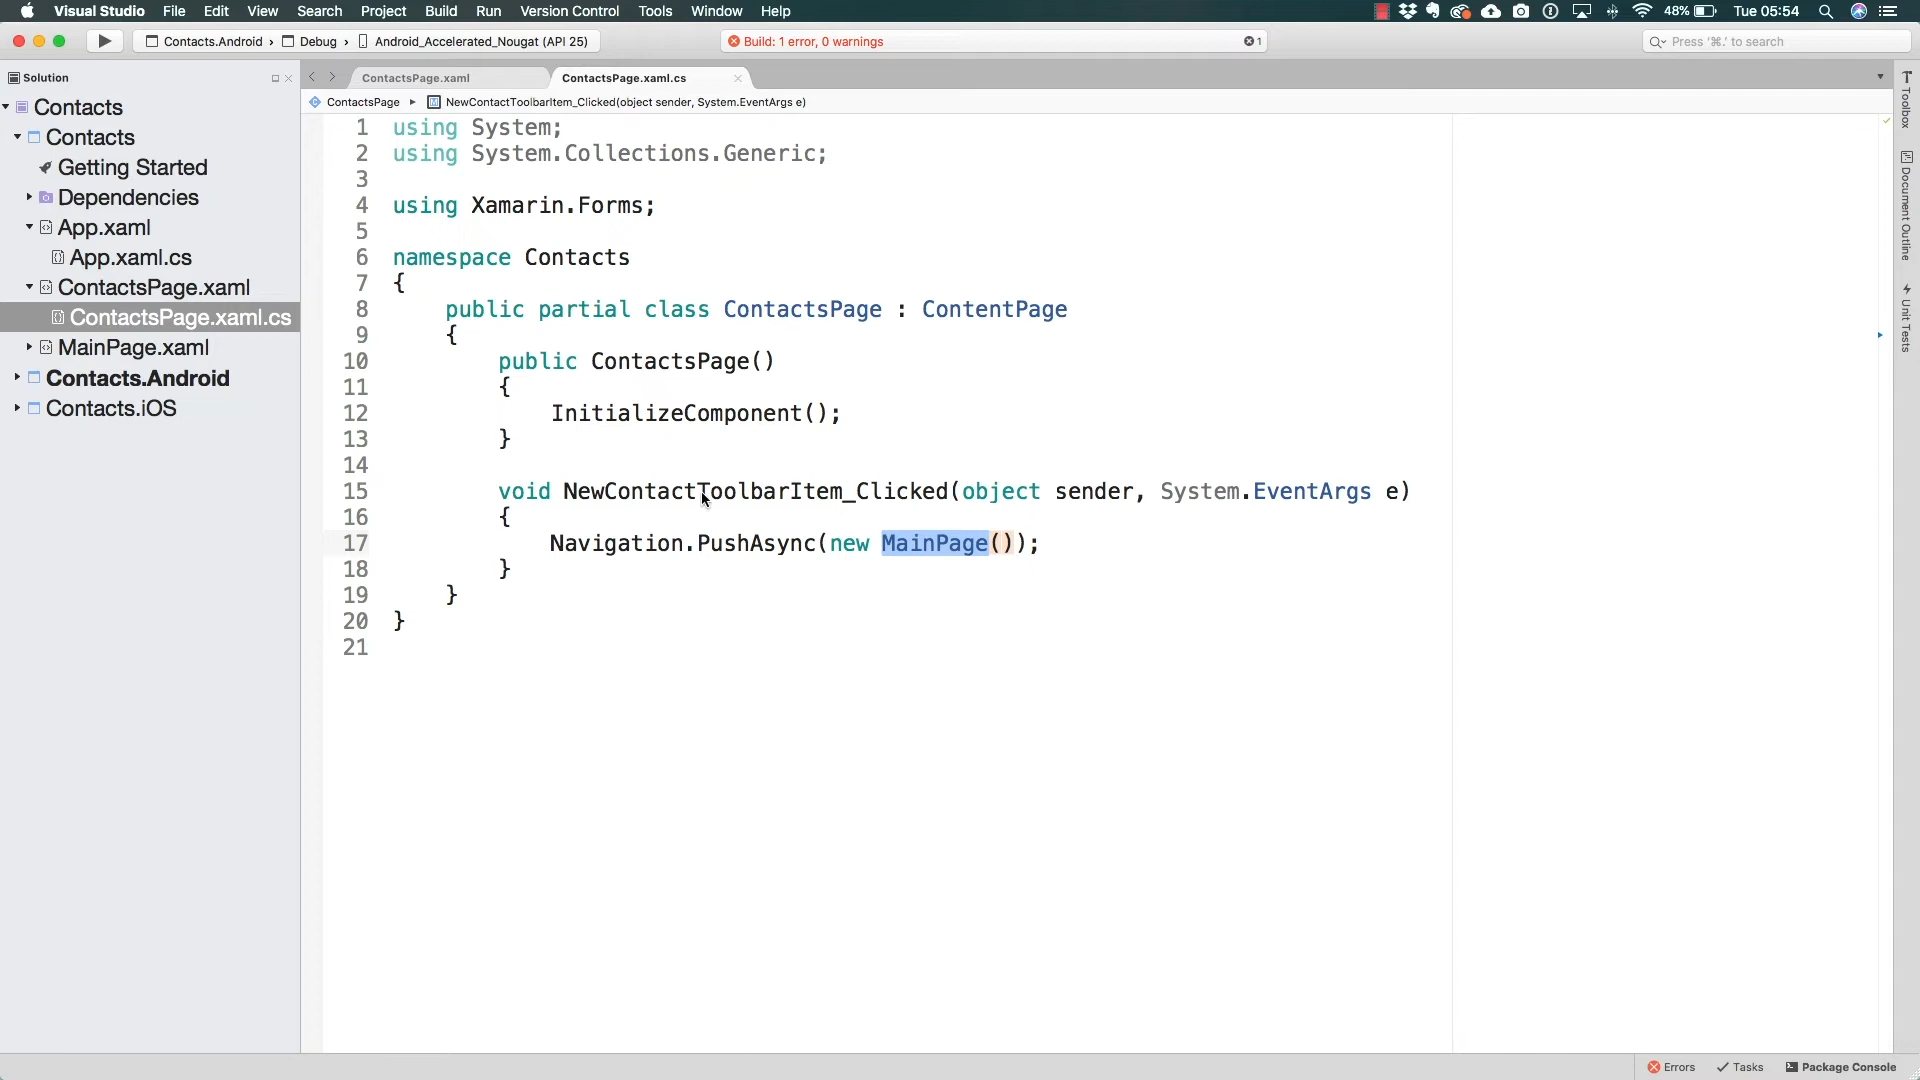 Visual Studio File Edit View Search Project Build Run Version Control Tools Window Help 48% Tue 05:54
Contacts.Android › Debug › Android_Accelerated_Nougat (API 25) Build: 1 error, 0 warnings 1 Press '⌘.' to search
Solution
Contacts
Contacts
Getting Started
Dependencies
App.xaml
App.xaml.cs
ContactsPage.xaml
ContactsPage.xaml.cs
MainPage.xaml
Contacts.Android
Contacts.iOS
ContactsPage.xaml ContactsPage.xaml.cs
ContactsPage NewContactToolbarItem_Clicked(object sender, System.EventArgs e)
1 using System;
2 using System.Collections.Generic;
3
4 using Xamarin.Forms;
5
6 namespace Contacts
7 {
8 public partial class ContactsPage : ContentPage
9 {
10 public ContactsPage()
11 {
12 InitializeComponent();
13 }
14
15 void NewContactToolbarItem_Clicked(object sender, System.EventArgs e)
16 {
17 Navigation.PushAsync(new MainPage());
18 }
19 }
20 }
21
Toolbox
Document Outline
Unit Tests
Errors Tasks Package Console